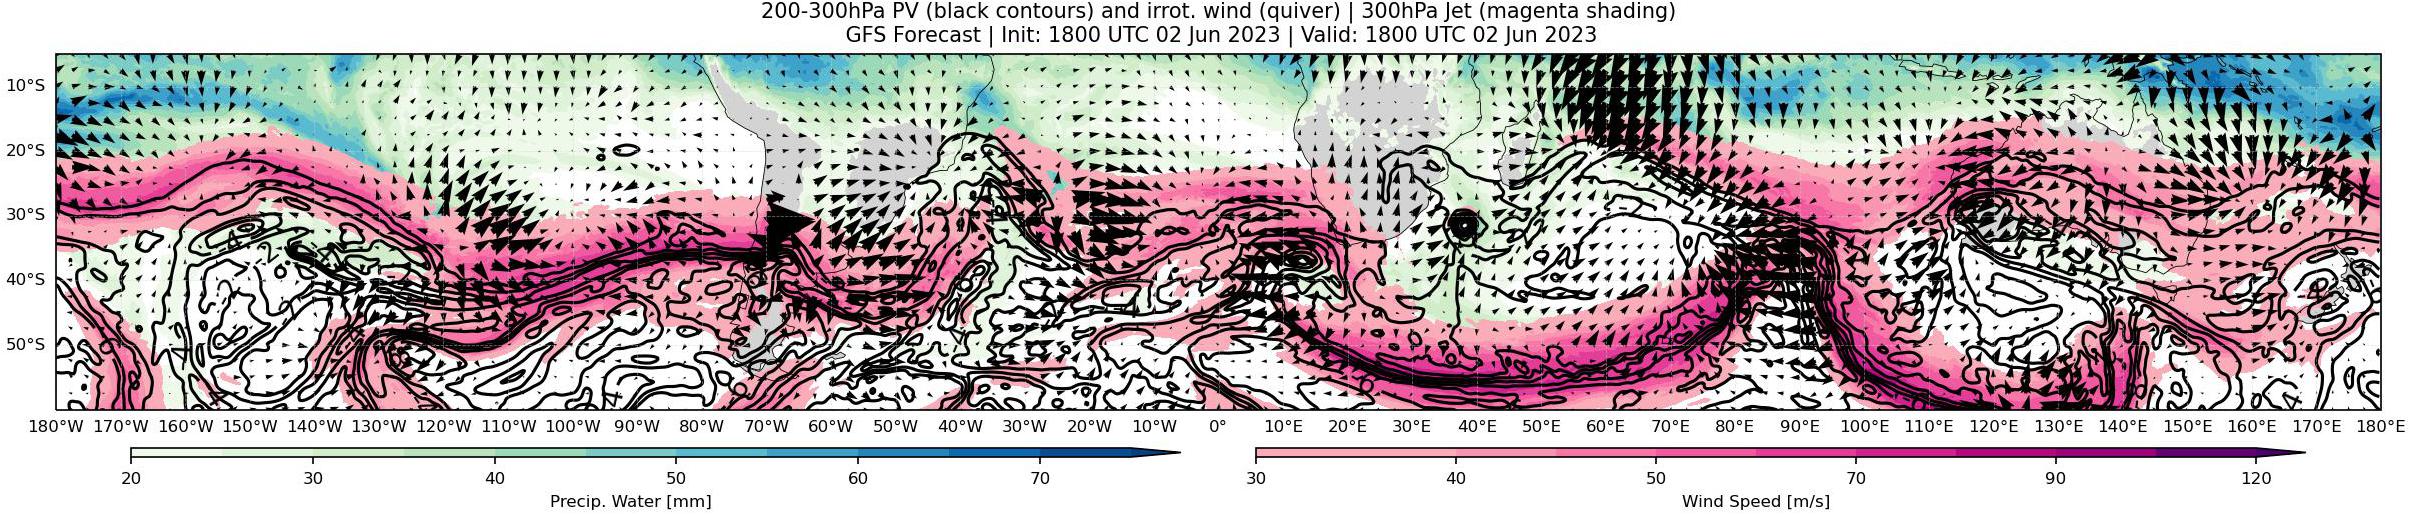 200-300hPa PV (black contours) and irrot. wind (quiver) | 300hPa Jet (magenta shading)
GFS Forecast | Init: 1800 UTC 02 Jun 2023 | Valid: 1800 UTC 02 Jun 2023
10°S
20°S
30°S
40°S
50°S
180°W 170°W 160°W 150°W 140°W 130°W 120°W 110°W 100°W 90°W 80°W 70°W 60°W 50°W 40°W 30°W 20°W 10°W 0° 10°E 20°E 30°E 40°E 50°E 60°E 70°E 80°E 90°E 100°E 110°E 120°E 130°E 140°E 150°E 160°E 170°E 180°E
20 30 40 50 60 70
Precip. Water [mm]
30 40 50 70 90 120
Wind Speed [m/s]